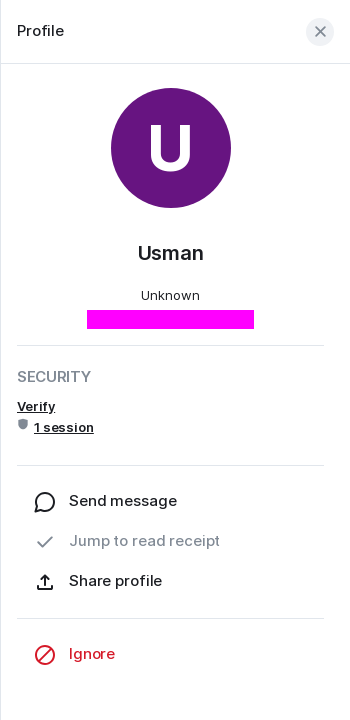 Profile
U
Usman
Unknown
SECURITY
Verify
1 session
Send message
Jump to read receipt
Share profile
Ignore